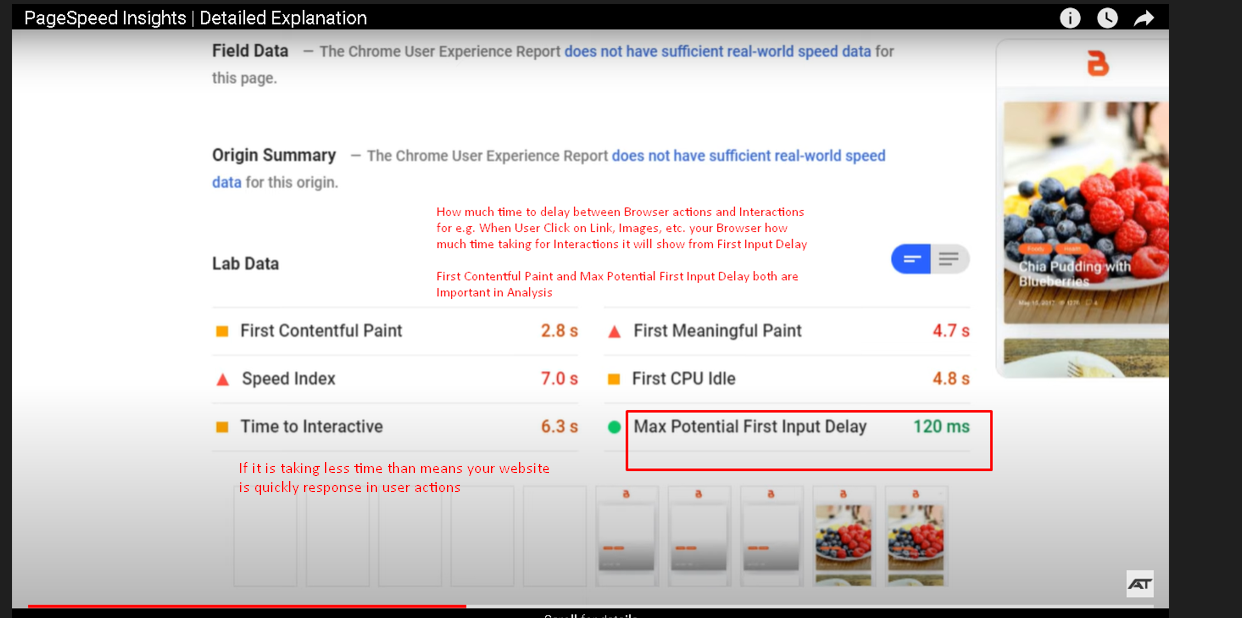 PageSpeed Insights | Detailed Explanation
Field Data — The Chrome User Experience Report does not have sufficient real-world speed data for
this page.
Origin Summary — The Chrome User Experience Report does not have sufficient real-world speed
data for this origin.
How much time to delay between Browser actions and Interactions
for e.g. When User Click on Link, Images, etc. your Browser how
much time taking for Interactions it will show from First Input Delay
First Contentful Paint and Max Potential First Input Delay both are
Important in Analysis
Lab Data
First Contentful Paint 2.8 s
First Meaningful Paint 4.7 s
Speed Index 7.0 s
First CPU Idle 4.8 s
Time to Interactive 6.3 s
Max Potential First Input Delay 120 ms
If it is taking less time than means your website
is quickly response in user actions
Foody Health
Chia Pudding with
Blueberries
AT
Scroll for details